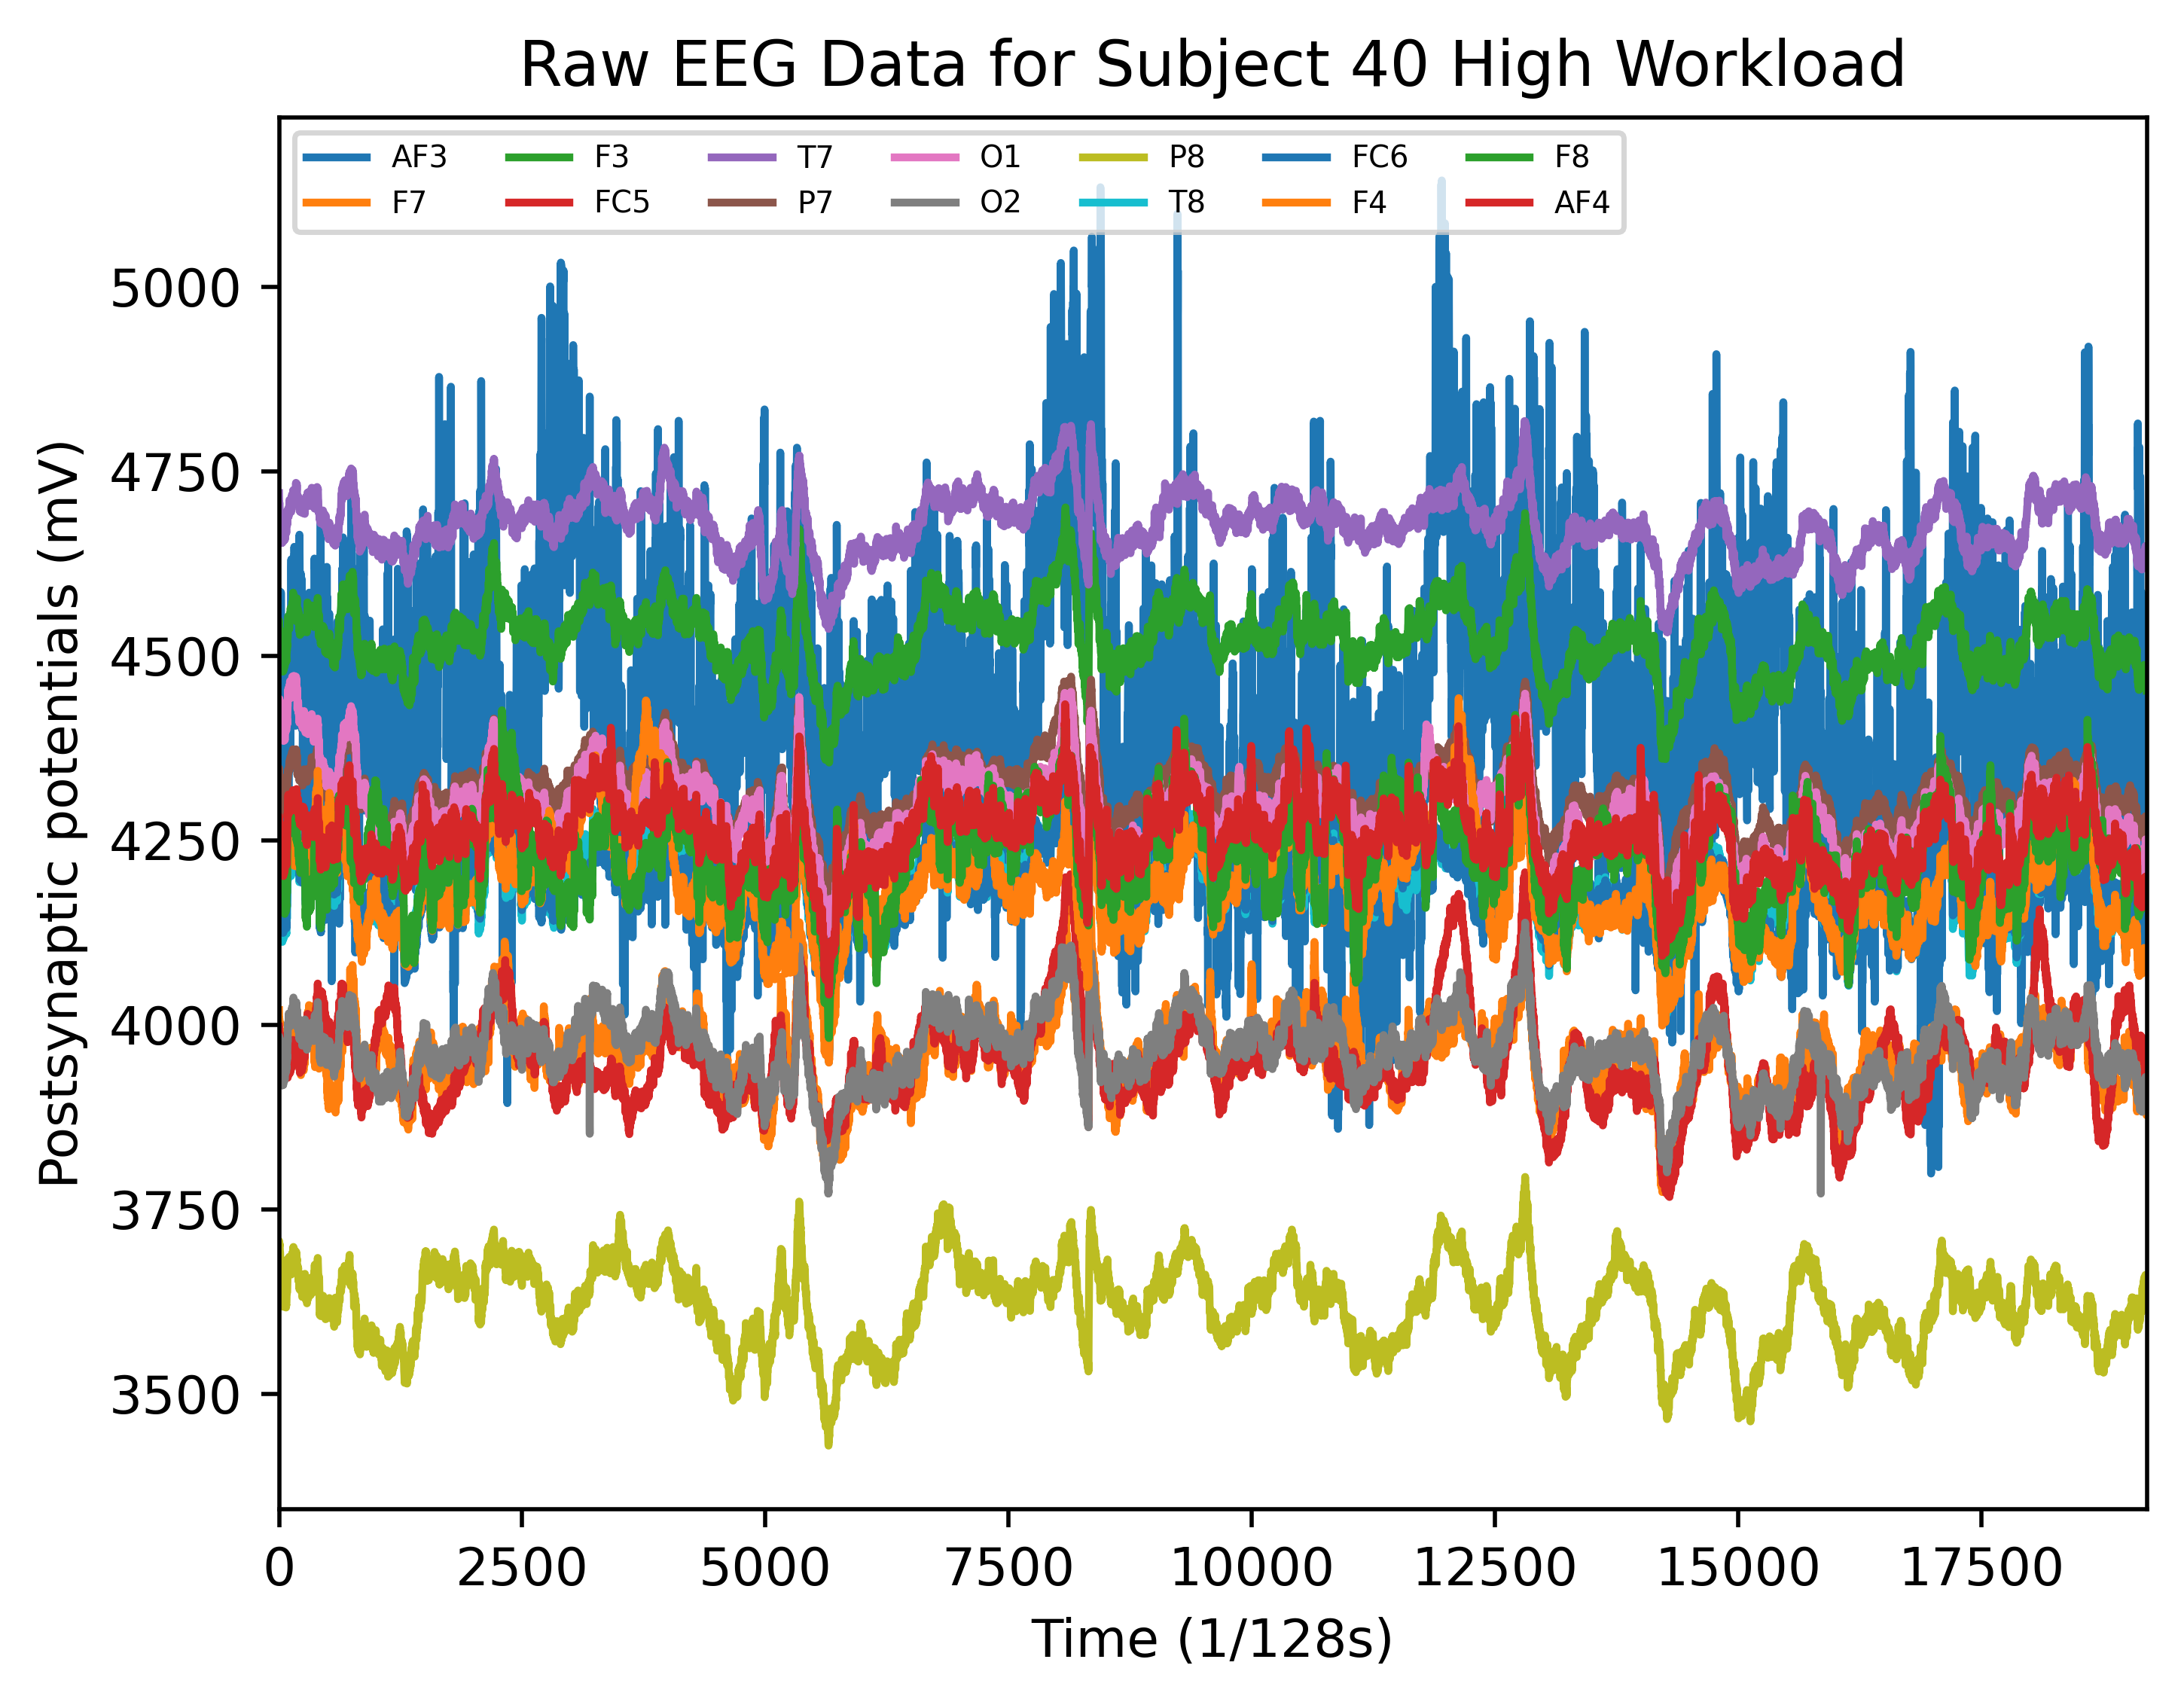 Raw EEG Data for Subject 40 High Workload
AF3 F3 T7 O1 P8 FC6 F8
F7 FC5 P7 O2 T8 F4 AF4
5000
4750
4500
4250
4000
3750
3500
Postsynaptic potentials (mV)
0 2500 5000 7500 10000 12500 15000 17500
Time (1/128s)